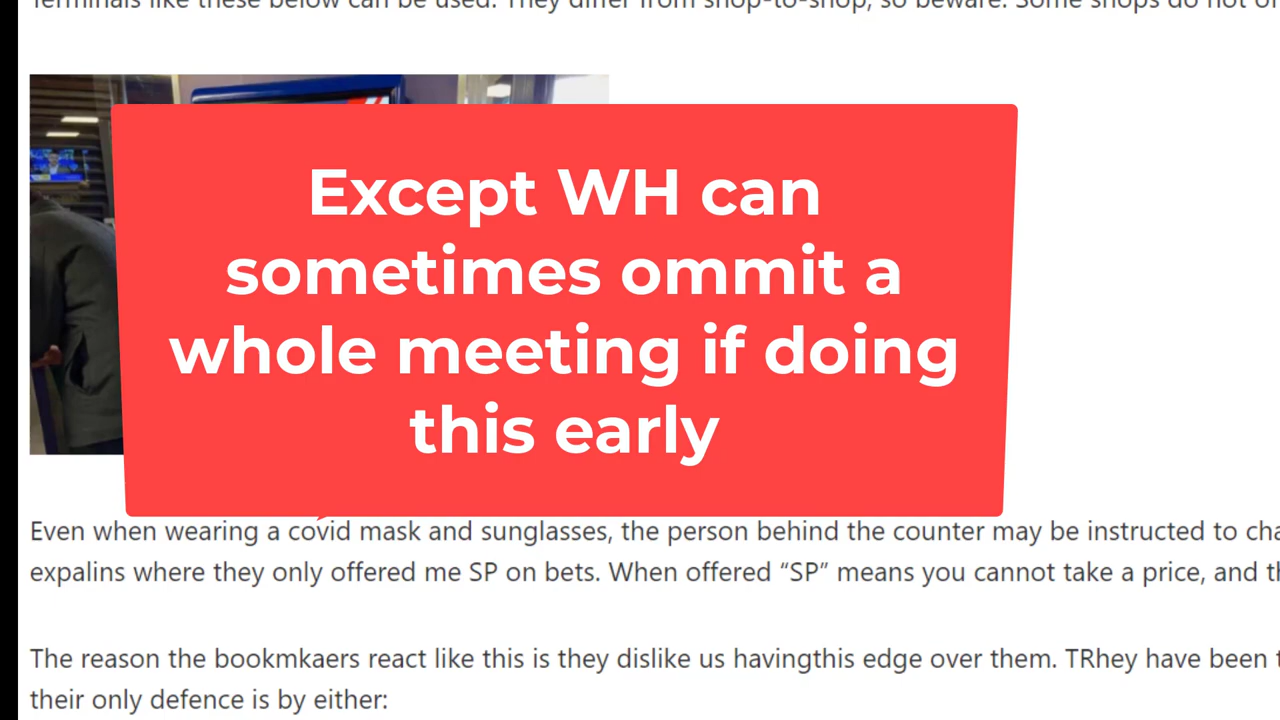 Terminals like these below can be used. They differ from shop-to-shop, so beware. Some shops do not of
Except WH can
sometimes ommit a
whole meeting if doing
this early
Even when wearing a covid mask and sunglasses, the person behind the counter may be instructed to cha
expalins where they only offered me SP on bets. When offered “SP” means you cannot take a price, and th
The reason the bookmkaers react like this is they dislike us havingthis edge over them. TRhey have been t
their only defence is by either: